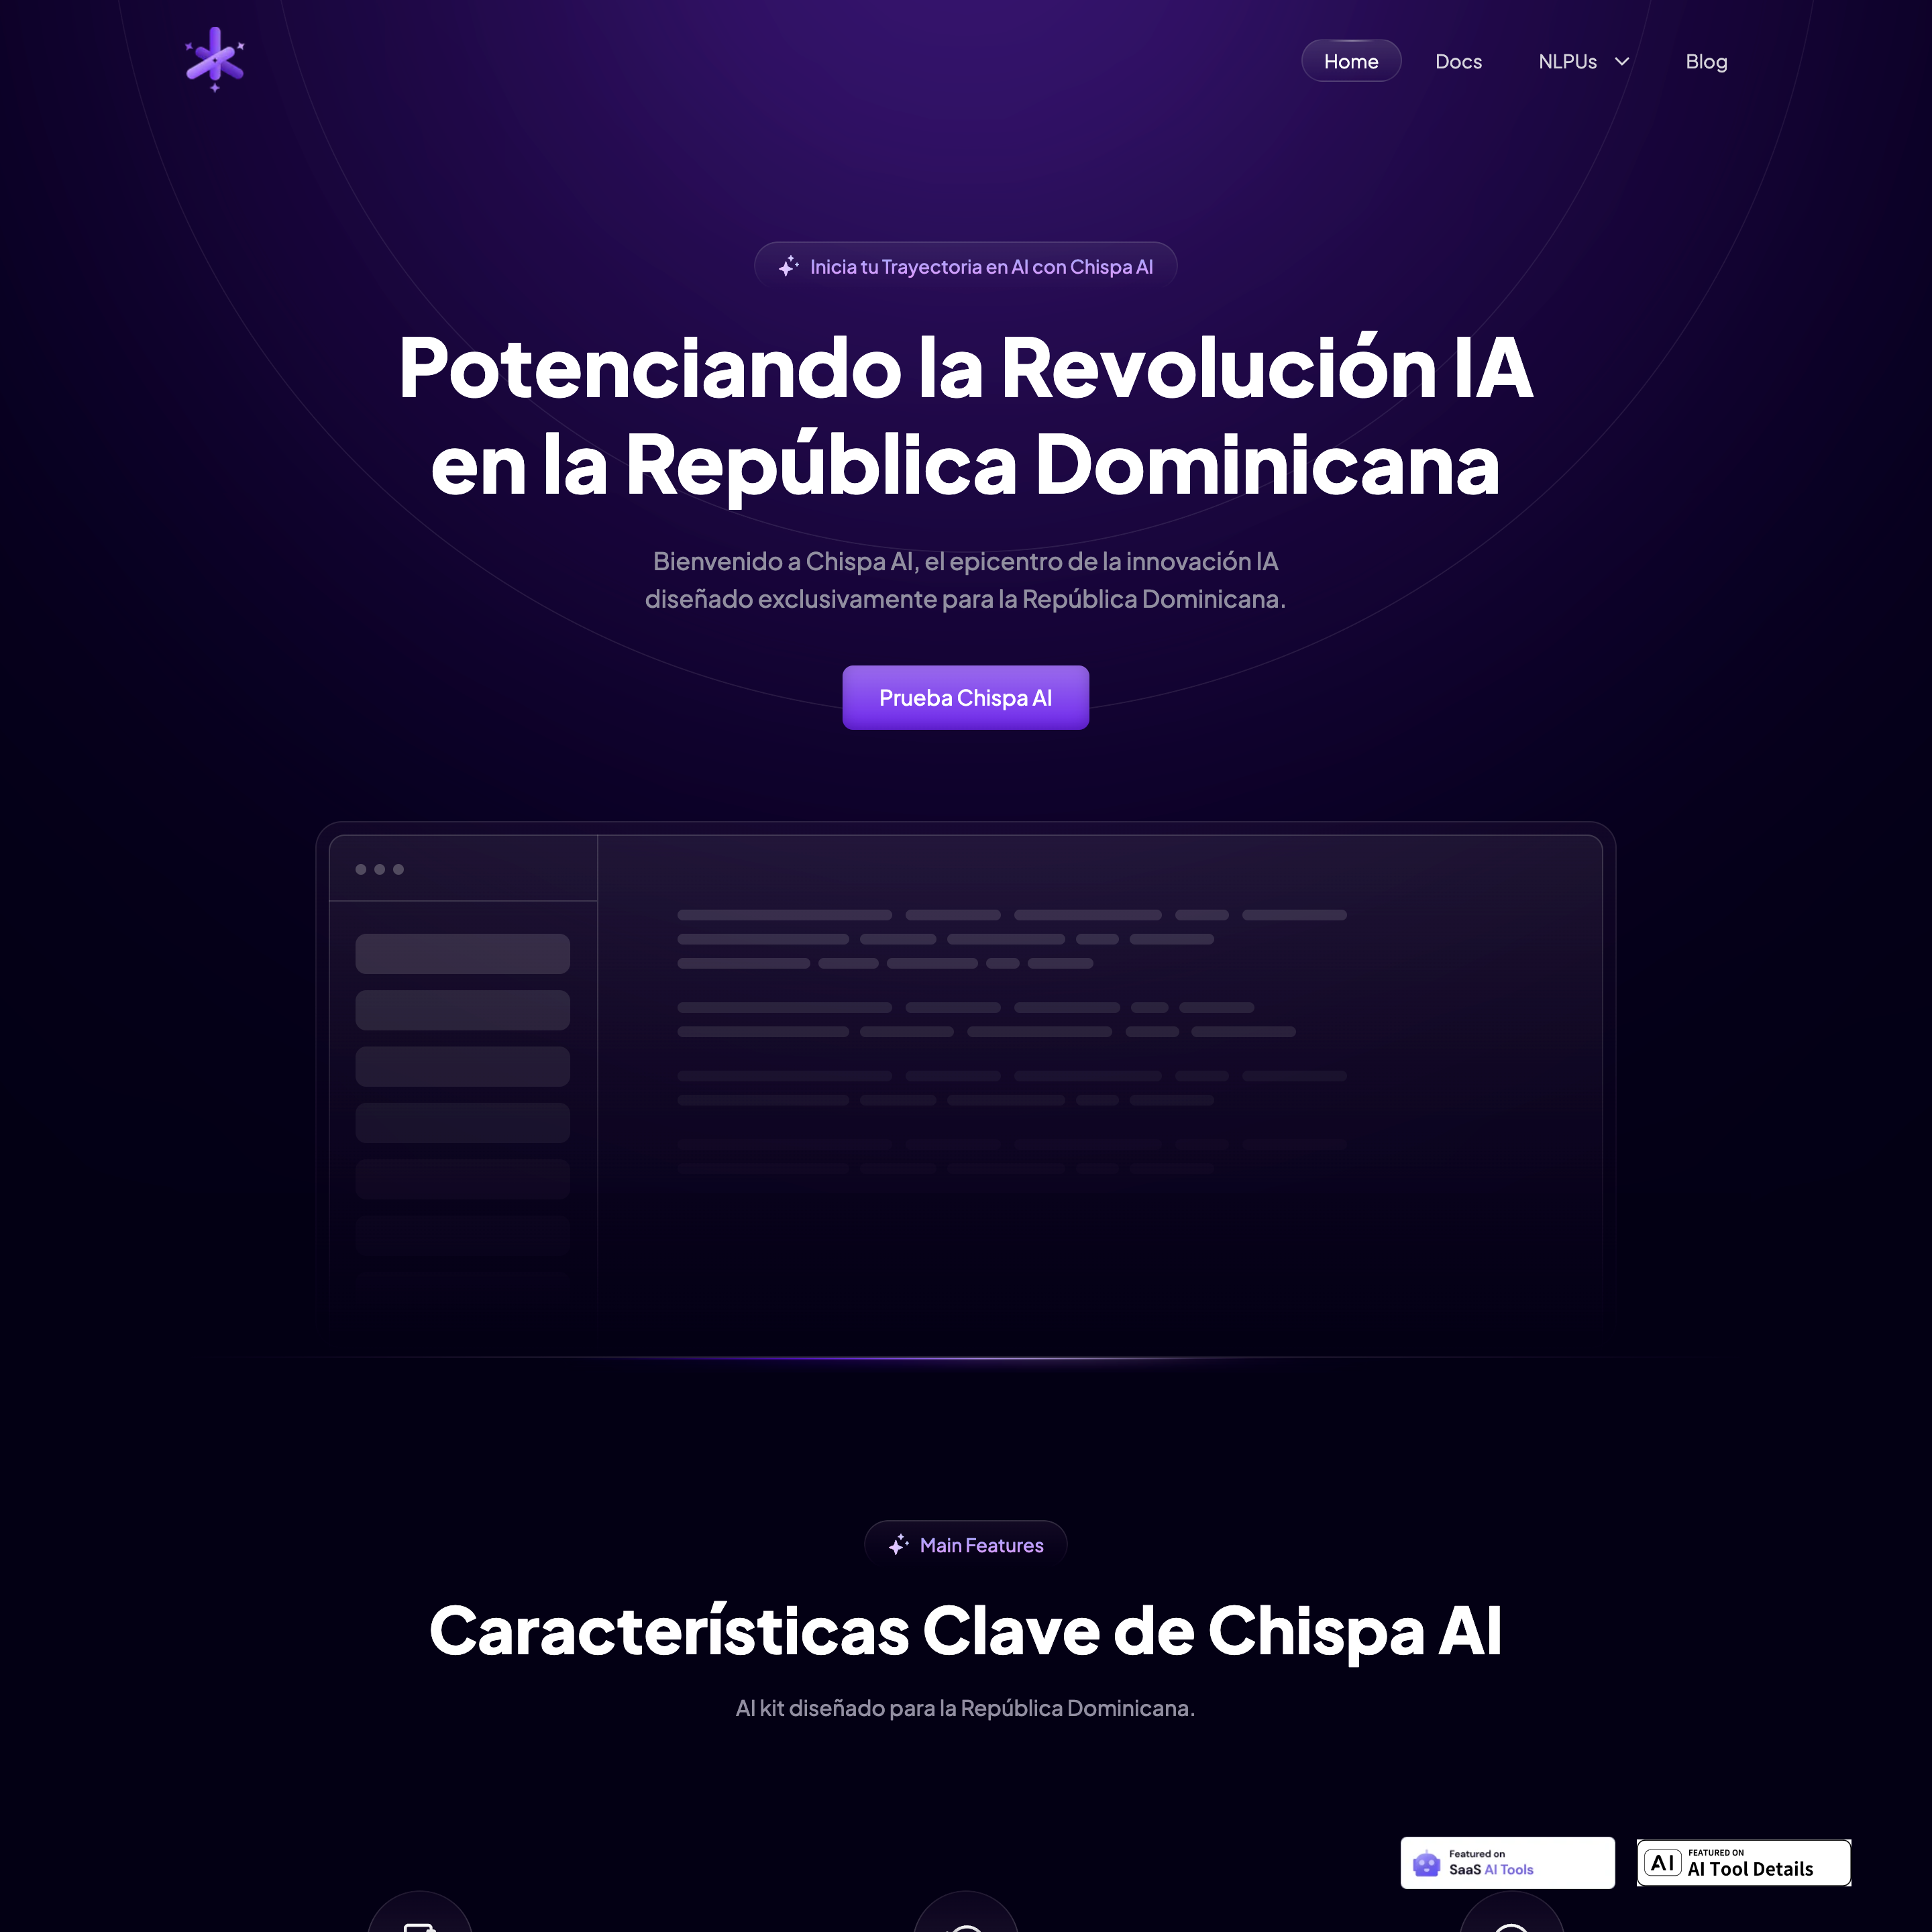 Home Docs NLPUs Blog
Inicia tu Trayectoria en AI con Chispa AI
Potenciando la Revolución IA
en la República Dominicana
Bienvenido a Chispa AI, el epicentro de la innovación IA
diseñado exclusivamente para la República Dominicana.
Prueba Chispa AI
Main Features
Características Clave de Chispa AI
AI kit diseñado para la República Dominicana.
Featured on
SaaS AI Tools
AI
FEATURED ON
AI Tool Details